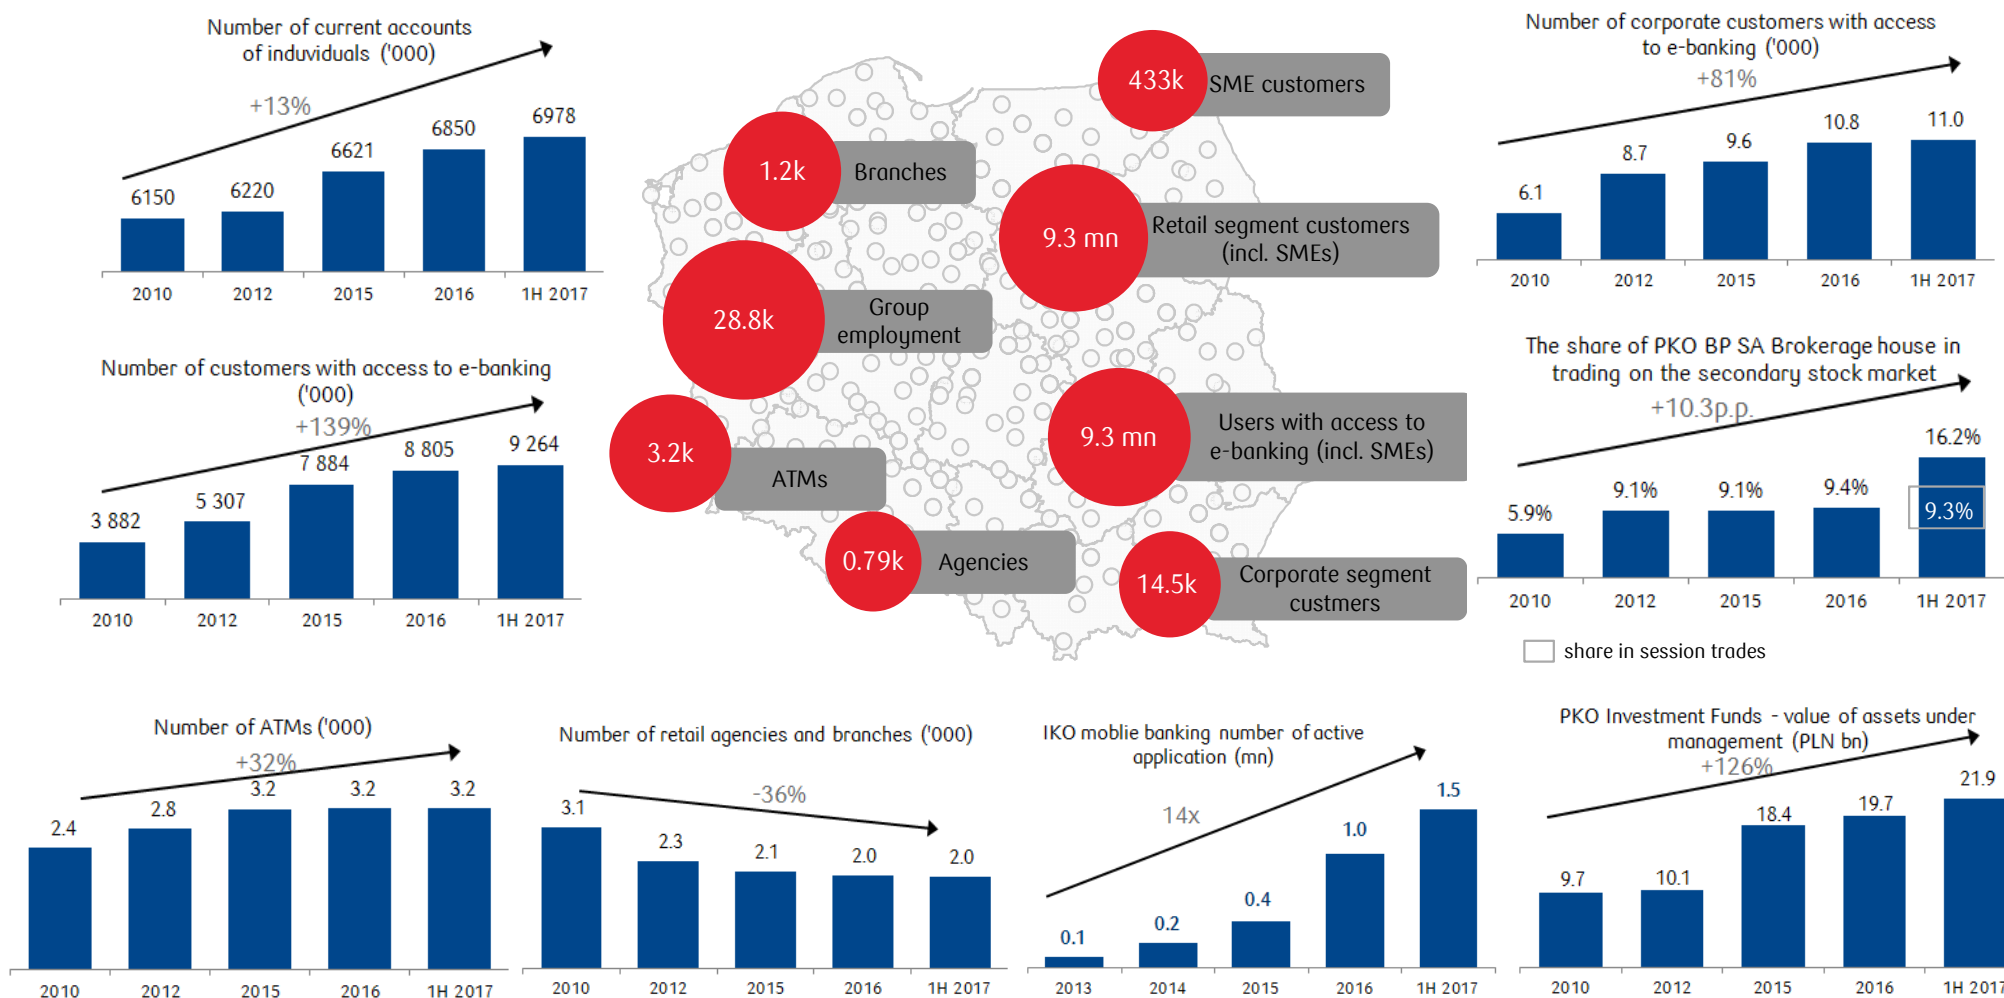 Number of current accounts
of induviduals ('000)
+13%
6150
6220
6621
6850
6978
2010
2012
2015
2016
1H 2017
Number of customers with access to e-banking
('000)
+139%
3 882
5 307
7 884
8 805
9 264
2010
2012
2015
2016
1H 2017
433k
SME customers
1.2k
Branches
9.3 mn
Retail segment customers
(incl. SMEs)
28.8k
Group
employment
9.3 mn
Users with access to
e-banking (incl. SMEs)
3.2k
ATMs
0.79k
Agencies
14.5k
Corporate segment
custmers
Number of corporate customers with access
to e-banking ('000)
+81%
6.1
8.7
9.6
10.8
11.0
2010
2012
2015
2016
1H 2017
The share of PKO BP SA Brokerage house in
trading on the secondary stock market
+10.3p.p.
5.9%
9.1%
9.1%
9.4%
16.2%
9.3%
2010
2012
2015
2016
1H 2017
share in session trades
Number of ATMs ('000)
+32%
2.4
2.8
3.2
3.2
3.2
2010
2012
2015
2016
1H 2017
Number of retail agencies and branches ('000)
-36%
3.1
2.3
2.1
2.0
2.0
2010
2012
2015
2016
1H 2017
IKO moblie banking number of active
application (mn)
14x
0.1
0.2
0.4
1.0
1.5
2013
2014
2015
2016
1H 2017
PKO Investment Funds - value of assets under
management (PLN bn)
+126%
9.7
10.1
18.4
19.7
21.9
2010
2012
2015
2016
1H 2017